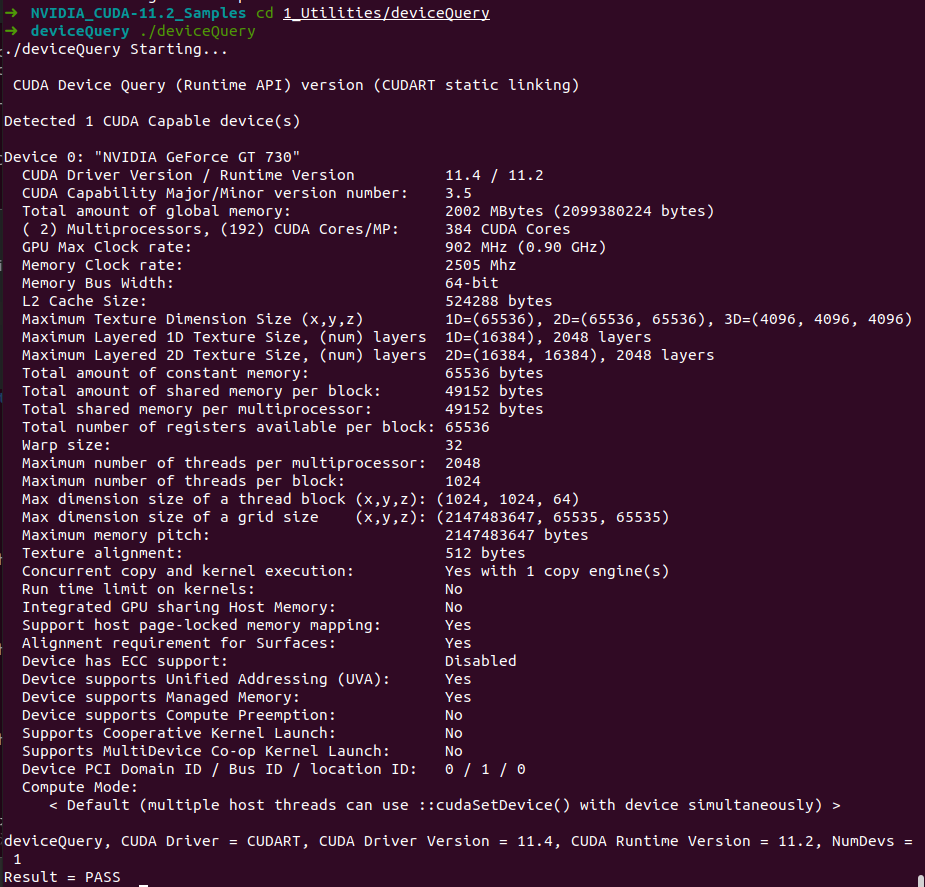 ➜  NVIDIA_CUDA-11.2_Samples cd 1_Utilities/deviceQuery
➜  deviceQuery ./deviceQuery
./deviceQuery Starting...

 CUDA Device Query (Runtime API) version (CUDART static linking)

Detected 1 CUDA Capable device(s)

Device 0: "NVIDIA GeForce GT 730"
  CUDA Driver Version / Runtime Version          11.4 / 11.2
  CUDA Capability Major/Minor version number:    3.5
  Total amount of global memory:                 2002 MBytes (2099380224 bytes)
  ( 2) Multiprocessors, (192) CUDA Cores/MP:     384 CUDA Cores
  GPU Max Clock rate:                            902 MHz (0.90 GHz)
  Memory Clock rate:                             2505 Mhz
  Memory Bus Width:                              64-bit
  L2 Cache Size:                                 524288 bytes
  Maximum Texture Dimension Size (x,y,z)         1D=(65536), 2D=(65536, 65536), 3D=(4096, 4096, 4096)
  Maximum Layered 1D Texture Size, (num) layers  1D=(16384), 2048 layers
  Maximum Layered 2D Texture Size, (num) layers  2D=(16384, 16384), 2048 layers
  Total amount of constant memory:               65536 bytes
  Total amount of shared memory per block:       49152 bytes
  Total shared memory per multiprocessor:        49152 bytes
  Total number of registers available per block: 65536
  Warp size:                                     32
  Maximum number of threads per multiprocessor:  2048
  Maximum number of threads per block:           1024
  Max dimension size of a thread block (x,y,z): (1024, 1024, 64)
  Max dimension size of a grid size    (x,y,z): (2147483647, 65535, 65535)
  Maximum memory pitch:                          2147483647 bytes
  Texture alignment:                             512 bytes
  Concurrent copy and kernel execution:          Yes with 1 copy engine(s)
  Run time limit on kernels:                     No
  Integrated GPU sharing Host Memory:            No
  Support host page-locked memory mapping:       Yes
  Alignment requirement for Surfaces:            Yes
  Device has ECC support:                        Disabled
  Device supports Unified Addressing (UVA):      Yes
  Device supports Managed Memory:                Yes
  Device supports Compute Preemption:            No
  Supports Cooperative Kernel Launch:            No
  Supports MultiDevice Co-op Kernel Launch:      No
  Device PCI Domain ID / Bus ID / location ID:   0 / 1 / 0
  Compute Mode:
     < Default (multiple host threads can use ::cudaSetDevice() with device simultaneously) >

deviceQuery, CUDA Driver = CUDART, CUDA Driver Version = 11.4, CUDA Runtime Version = 11.2, NumDevs =
 1
Result = PASS